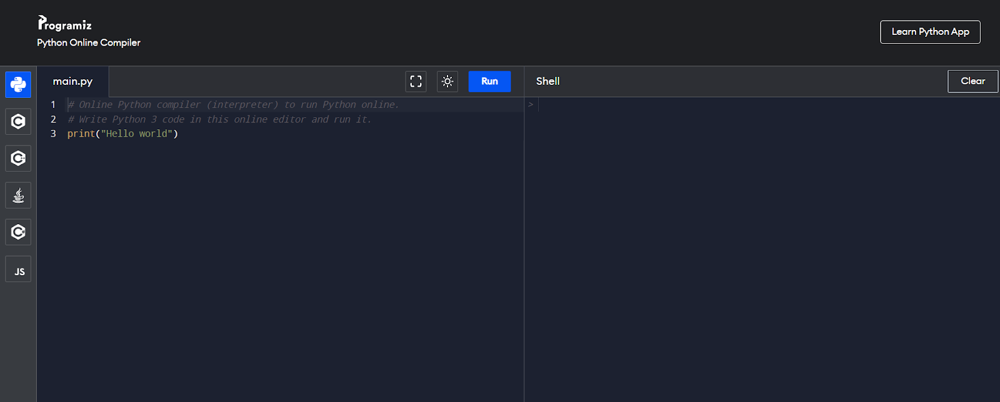 Programiz
Python Online Compiler
Learn Python App
main.py
Run
Shell
Clear
1 # Online Python compiler (interpreter) to run Python online.
2 # Write Python 3 code in this online editor and run it.
3 print("Hello world")
>
C
C++
C#
JS